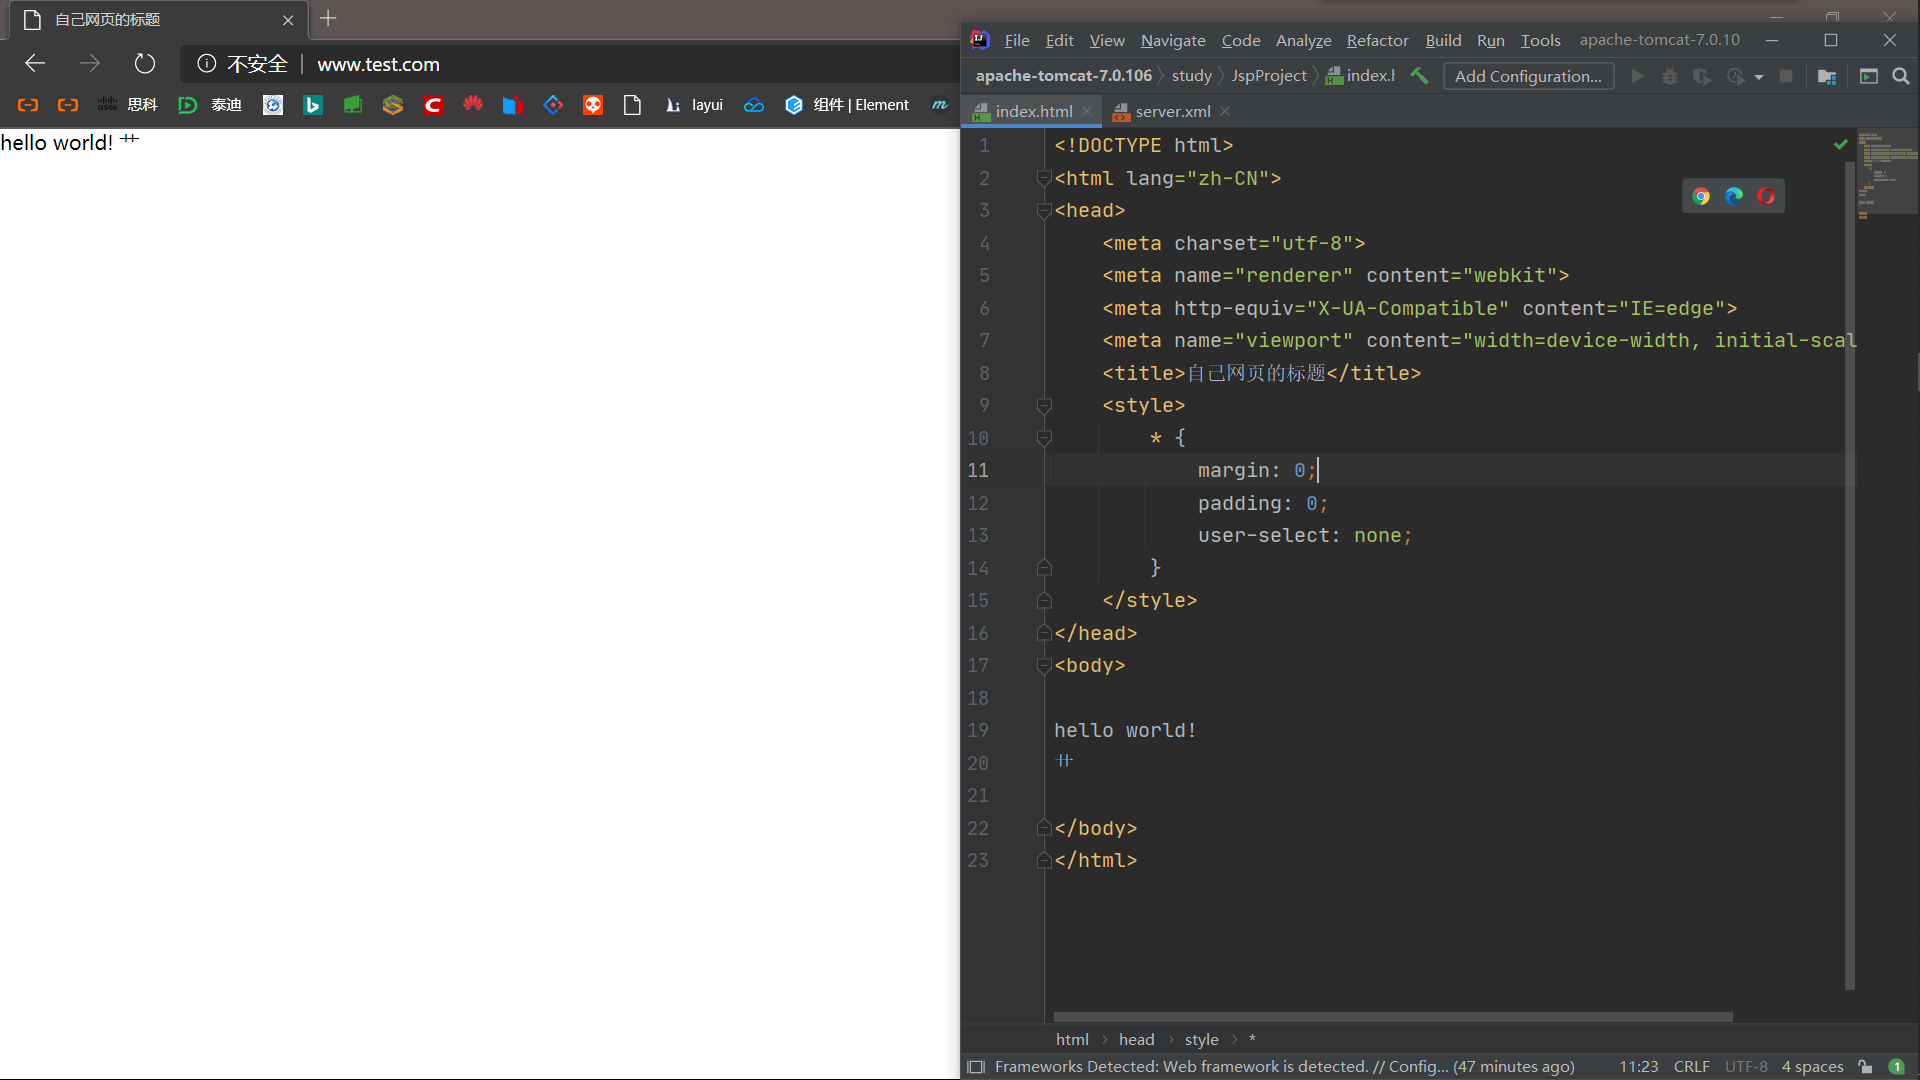 自己网页的标题
不安全 | www.test.com
思科 泰迪 layui 组件 | Element
hello world! 艹
File Edit View Navigate Code Analyze Refactor Build Run Tools apache-tomcat-7.0.10
apache-tomcat-7.0.106 study JspProject index.h Add Configuration...
index.html server.xml
1 <!DOCTYPE html>
2 <html lang="zh-CN">
3 <head>
4 <meta charset="utf-8">
5 <meta name="renderer" content="webkit">
6 <meta http-equiv="X-UA-Compatible" content="IE=edge">
7 <meta name="viewport" content="width=device-width, initial-scal
8 <title>自己网页的标题</title>
9 <style>
10 * {
11 margin: 0;
12 padding: 0;
13 user-select: none;
14 }
15 </style>
16 </head>
17 <body>
18
19 hello world!
20 艹
21
22 </body>
23 </html>
html › head › style › *
Frameworks Detected: Web framework is detected. // Config... (47 minutes ago) 11:23 CRLF UTF-8 4 spaces 1